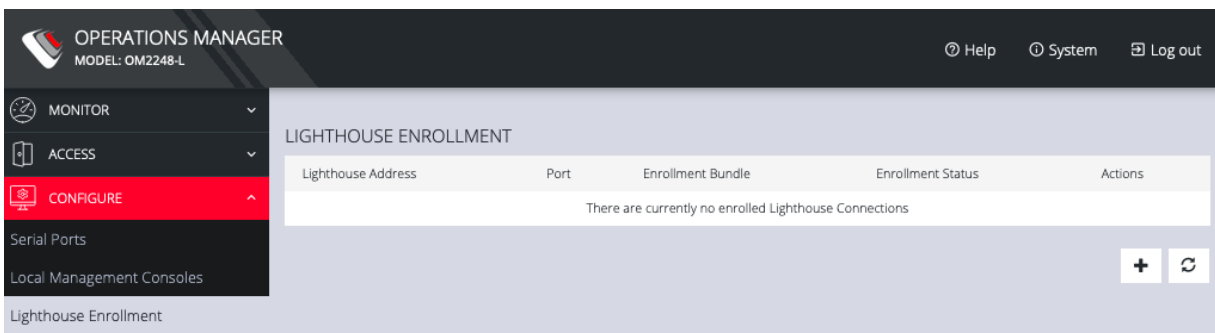 OPERATIONS MANAGER
MODEL: OM2248-L
Help System Log out
MONITOR
ACCESS
CONFIGURE
Serial Ports
Local Management Consoles
Lighthouse Enrollment
LIGHTHOUSE ENROLLMENT
Lighthouse Address Port Enrollment Bundle Enrollment Status Actions
There are currently no enrolled Lighthouse Connections